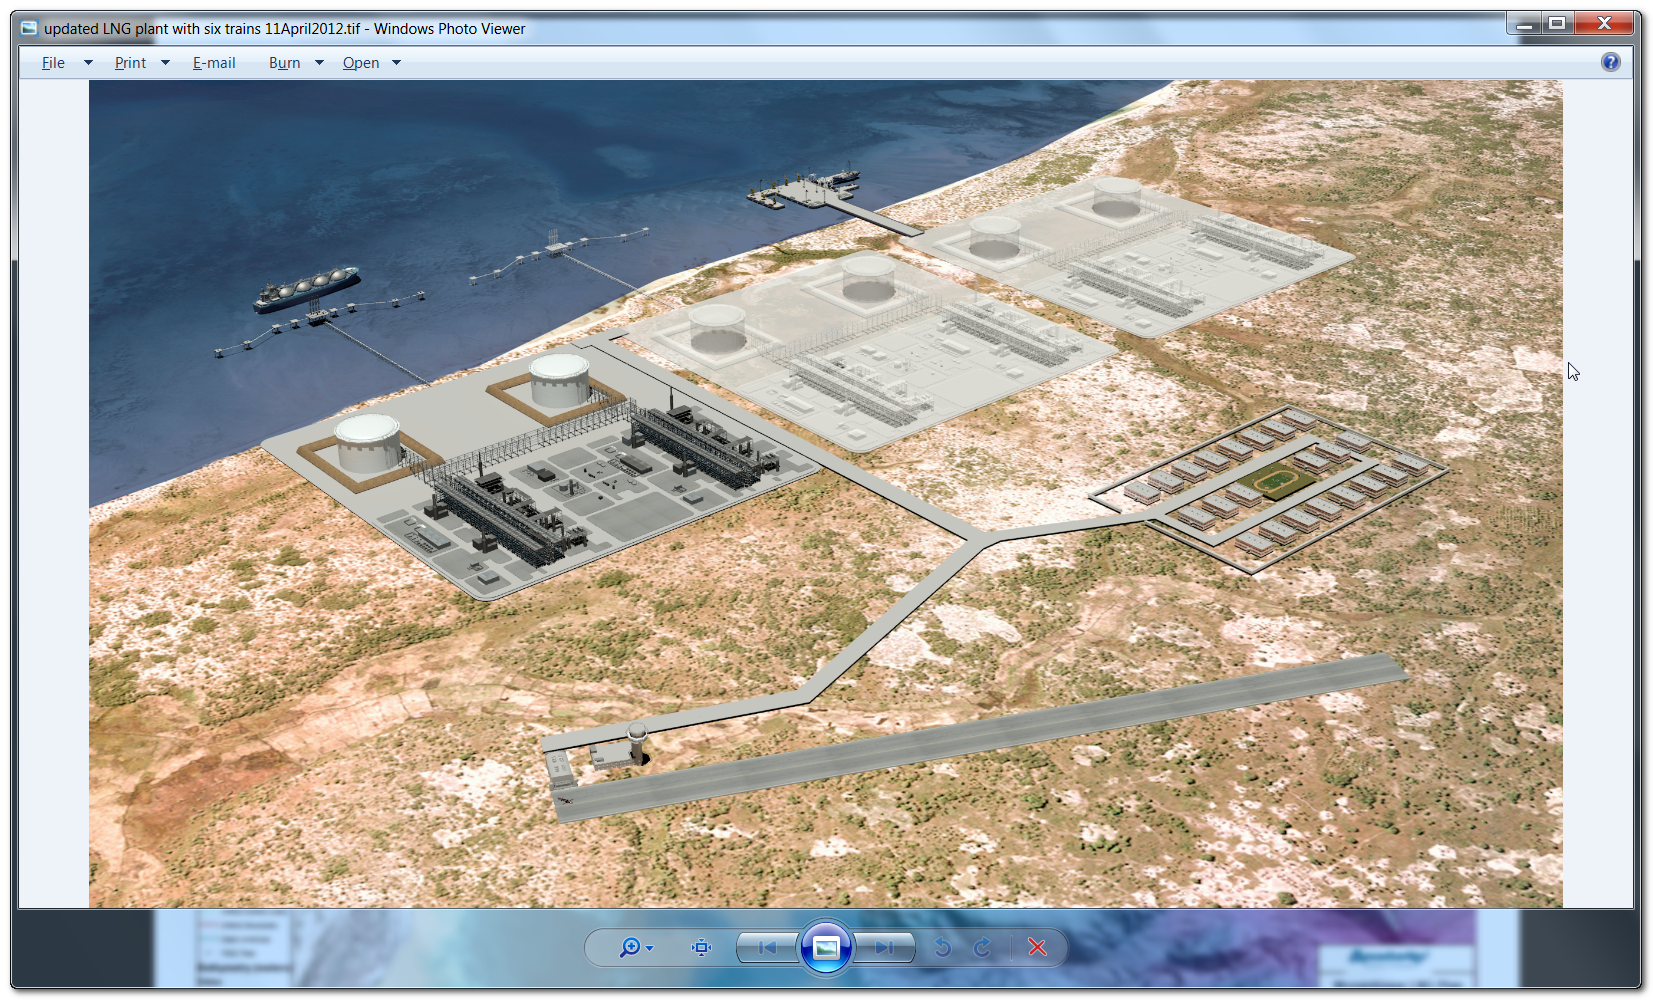 updated LNG plant with six trains 11April2012.tif - Windows Photo Viewer
File Print E-mail Burn Open